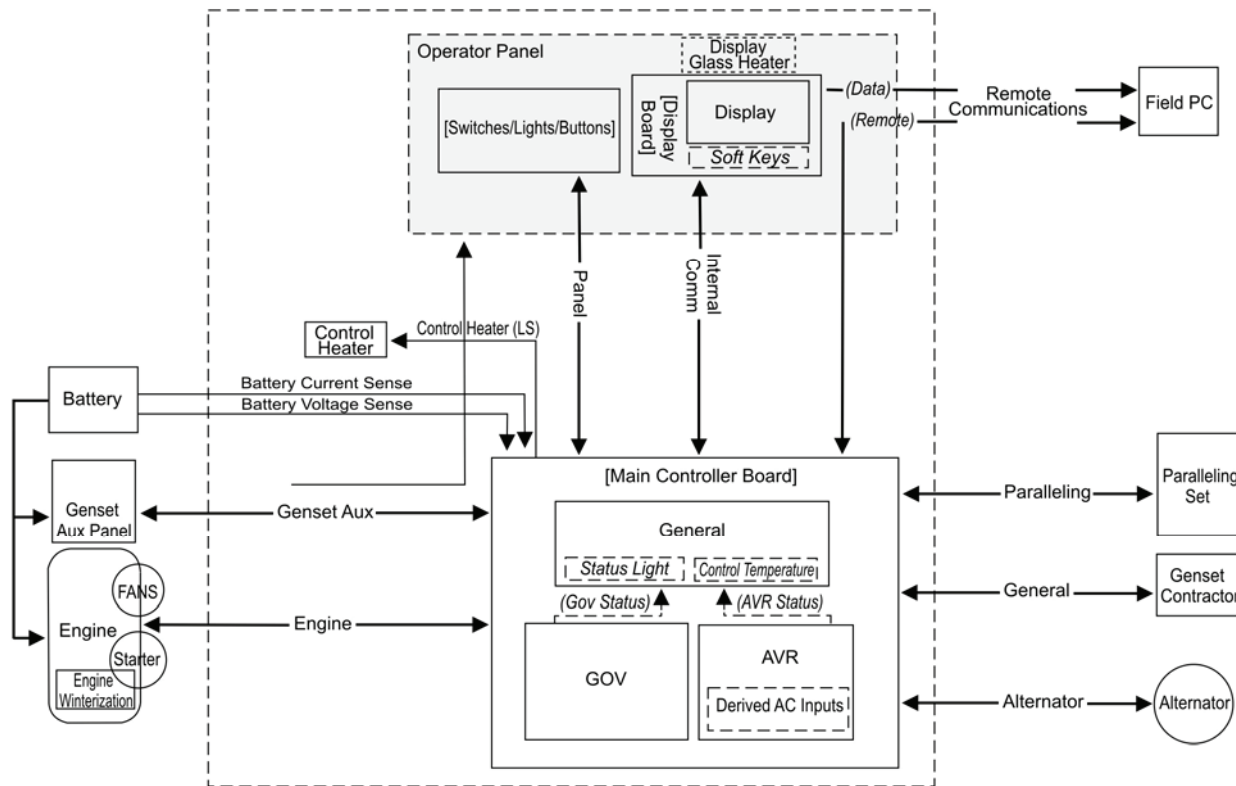 Operator Panel
Display
Glass Heater
[Switches/Lights/Buttons]
[Display
Board]
Display
Soft Keys
(Data)
(Remote)
Remote
Communications
Field PC
Panel
Internal
Comm
Control
Heater
Control Heater (LS)
Battery
Battery Current Sense
Battery Voltage Sense
[Main Controller Board]
Genset
Aux Panel
Genset Aux
General
Status Light
Control Temperature
Paralleling
Paralleling
Set
(Gov Status)
(AVR Status)
General
Genset
Contractor
FANS
Engine
Starter
Engine
Winterization
Engine
GOV
AVR
Derived AC Inputs
Alternator
Alternator